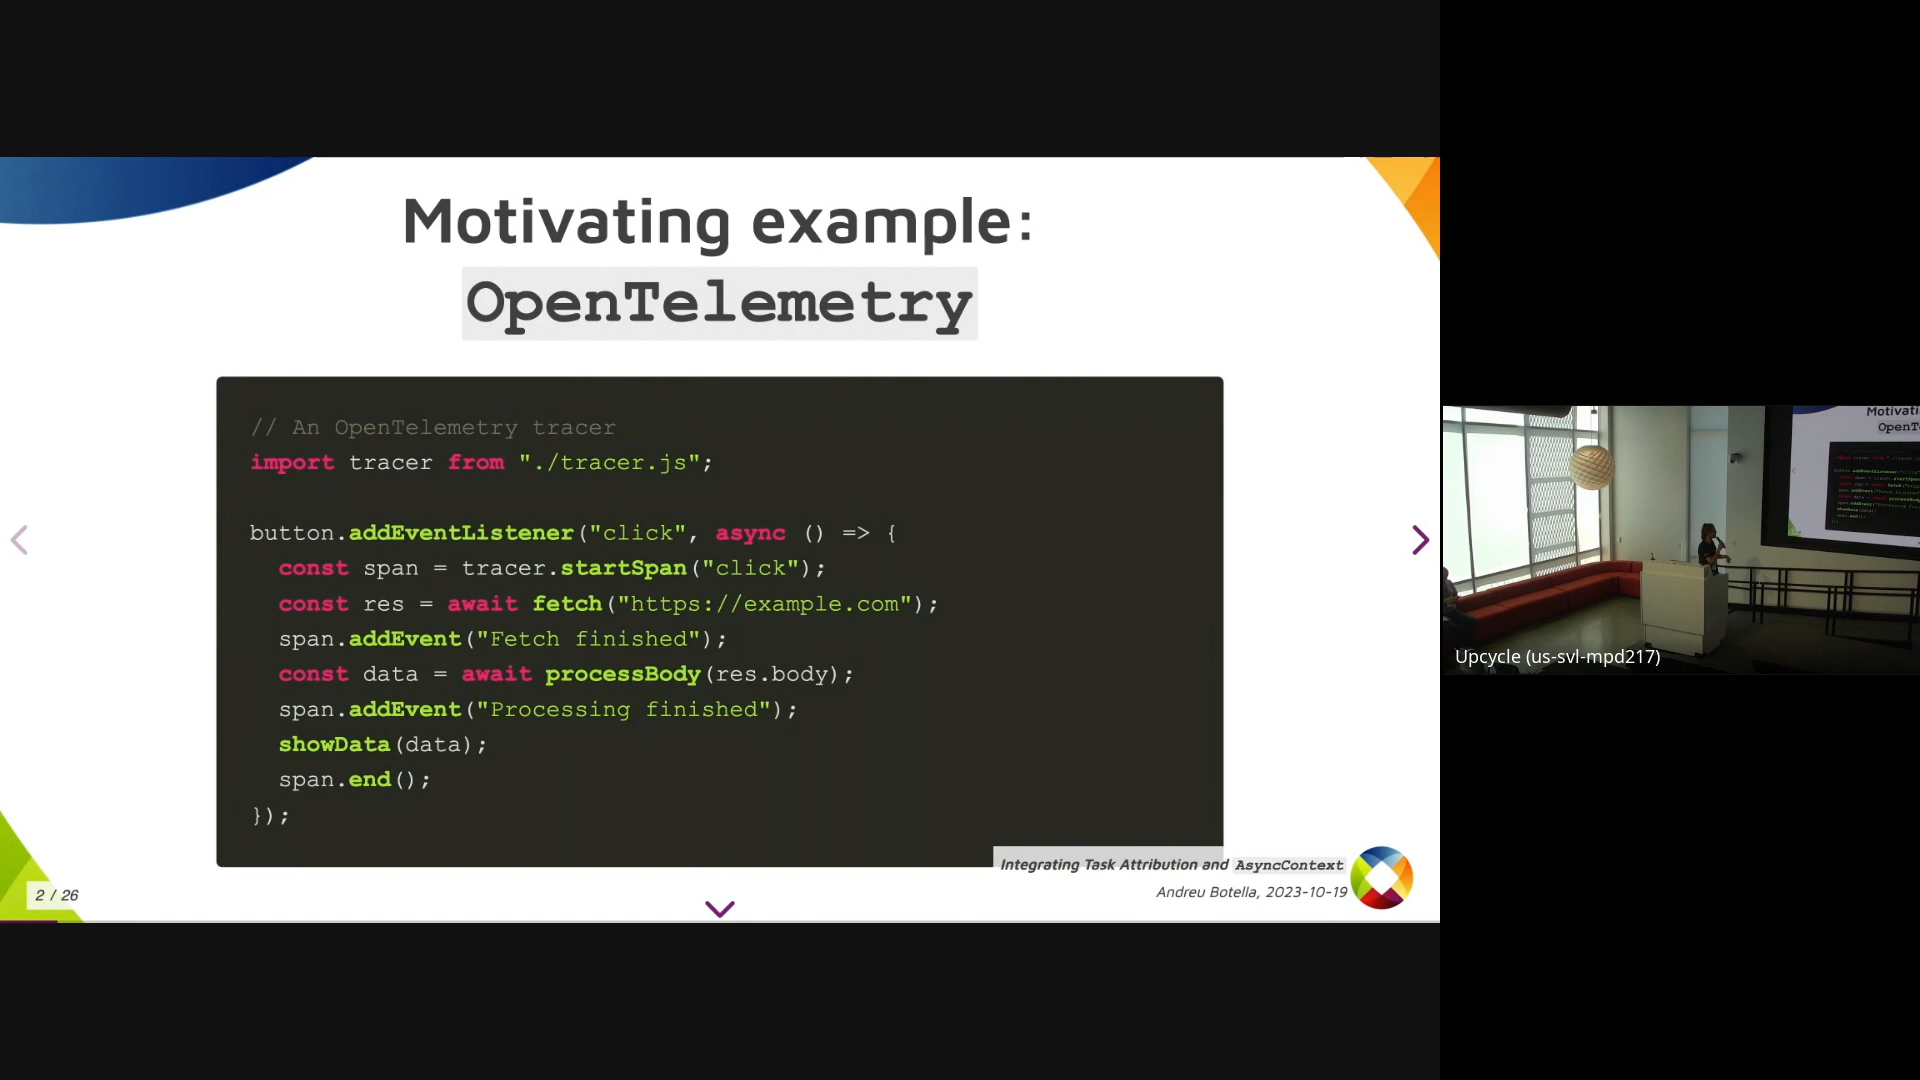 Motivating example:
OpenTelemetry
// An OpenTelemetry tracer
import tracer from "./tracer.js";
button.addEventListener("click", async () => {
  const span = tracer.startSpan("click");
  const res = await fetch("https://example.com");
  span.addEvent("Fetch finished");
  const data = await processBody(res.body);
  span.addEvent("Processing finished");
  showData(data);
  span.end();
});
Integrating Task Attribution and AsyncContext
Andreu Botella, 2023-10-19
2 / 26
Motivati
OpenT
Upcycle (us-svl-mpd217)